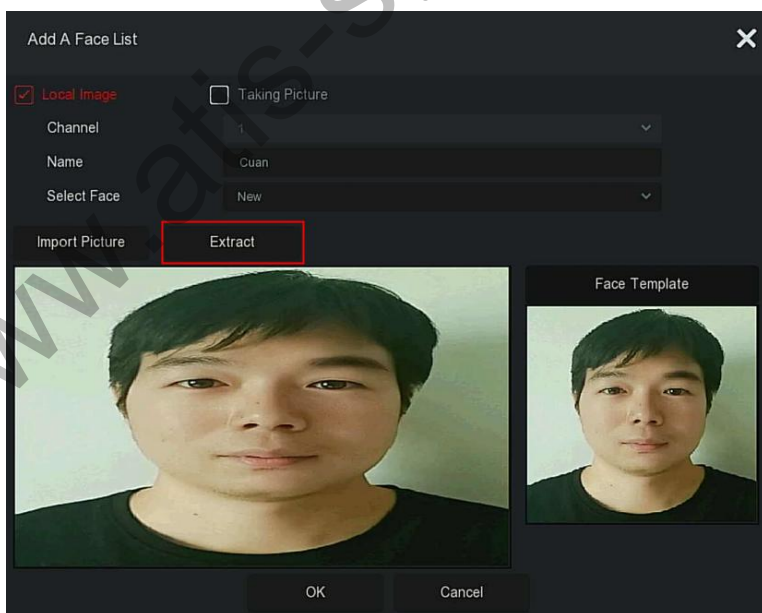 Add A Face List
Local Image
Taking Picture
Channel
1
Name
Cuan
Select Face
New
Import Picture
Extract
Face Template
OK
Cancel
www.atis-s